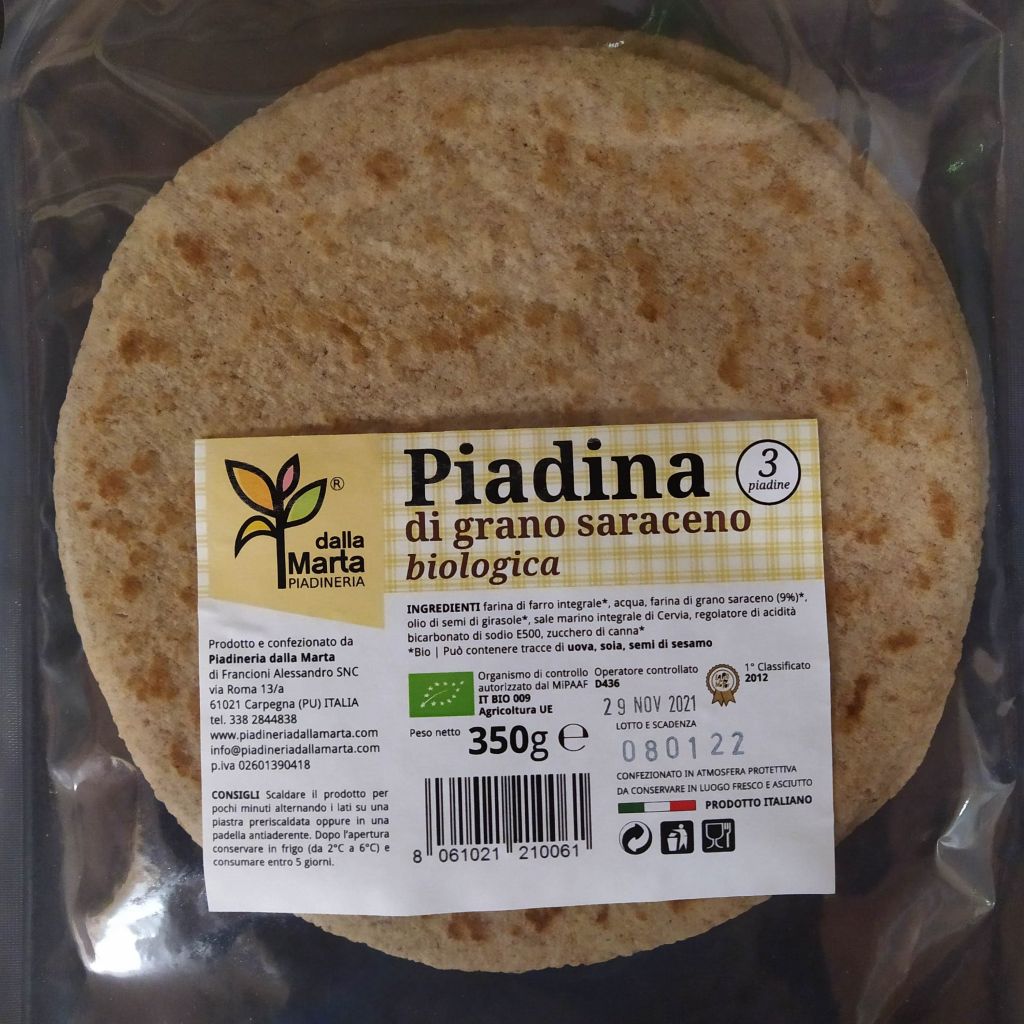 ®
dalla
Marta
PIADINERIA
Piadina
di grano saraceno
biologica
3
piadine
INGREDIENTI farina di farro integrale*, acqua, farina di grano saraceno (9%)*,
olio di semi di girasole*, sale marino integrale di Cervia, regolatore di acidità
bicarbonato di sodio E500, zucchero di canna*
*Bio | Può contenere tracce di uova, soia, semi di sesamo
Prodotto e confezionato da
Piadineria dalla Marta
di Francioni Alessandro SNC
via Roma 13/a
61021 Carpegna (PU) ITALIA
tel. 338 2844838
www.piadineriadallamarta.com
info@piadineriadallamarta.com
p.iva 02601390418
CONSIGLI Scaldare il prodotto per
pochi minuti alternando i lati su una
piastra preriscaldata oppure in una
padella antiaderente. Dopo l'apertura
conservare in frigo (da 2°C a 6°C) e
consumare entro 5 giorni.
Organismo di controllo
autorizzato dal MiPAAF
IT BIO 009
Agricoltura UE
Operatore controllato
D436
1° Classificato
2012
Peso netto
350g ℮
29 NOV 2021
LOTTO E SCADENZA
080122
CONFEZIONATO IN ATMOSFERA PROTETTIVA
DA CONSERVARE IN LUOGO FRESCO E ASCIUTTO
PRODOTTO ITALIANO
8 061021 210061